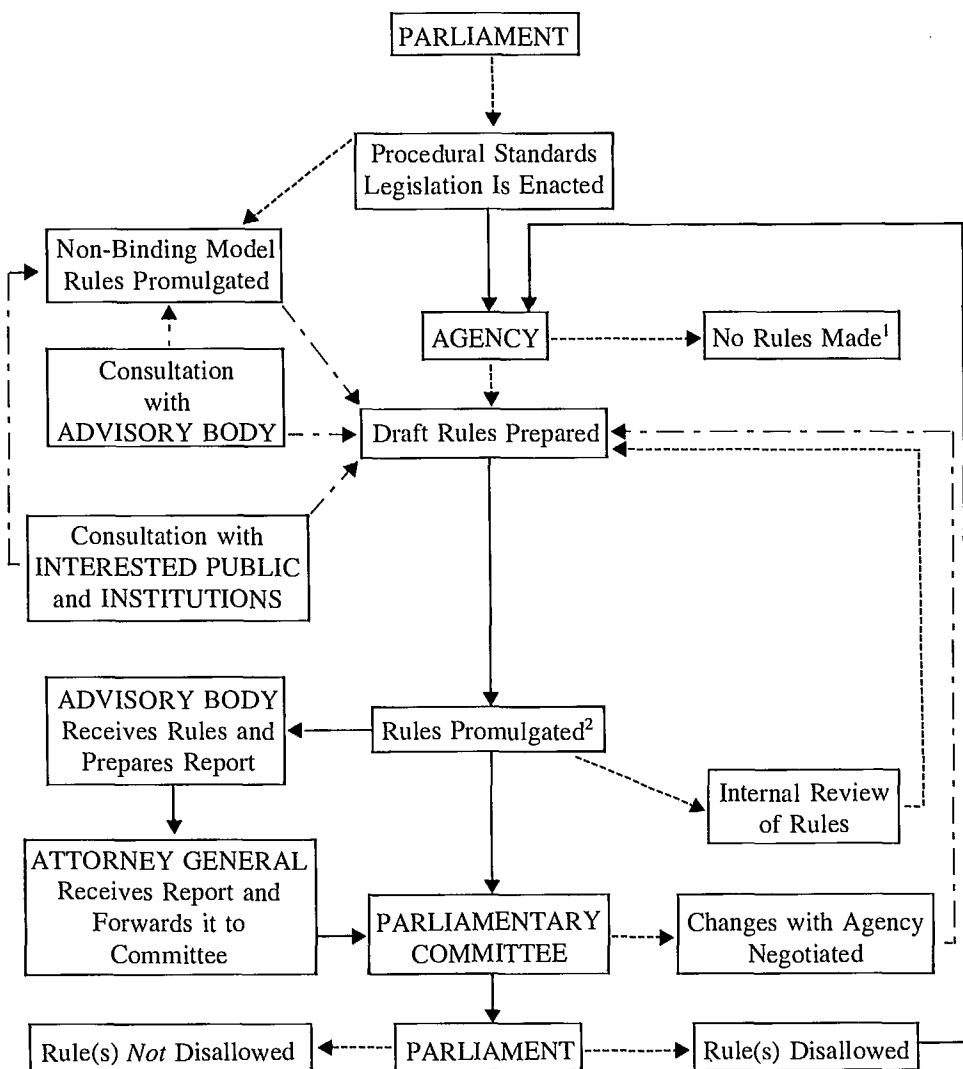 PARLIAMENT
Procedural Standards
Legislation Is Enacted
Non-Binding Model
Rules Promulgated
AGENCY
No Rules Made¹
Consultation
with
ADVISORY BODY
Draft Rules Prepared
Consultation with
INTERESTED PUBLIC
and INSTITUTIONS
ADVISORY BODY
Receives Rules and
Prepares Report
Rules Promulgated²
Internal Review
of Rules
ATTORNEY GENERAL
Receives Report and
Forwards it to
Committee
PARLIAMENTARY
COMMITTEE
Changes with Agency
Negotiated
Rule(s) Not Disallowed
PARLIAMENT
Rule(s) Disallowed